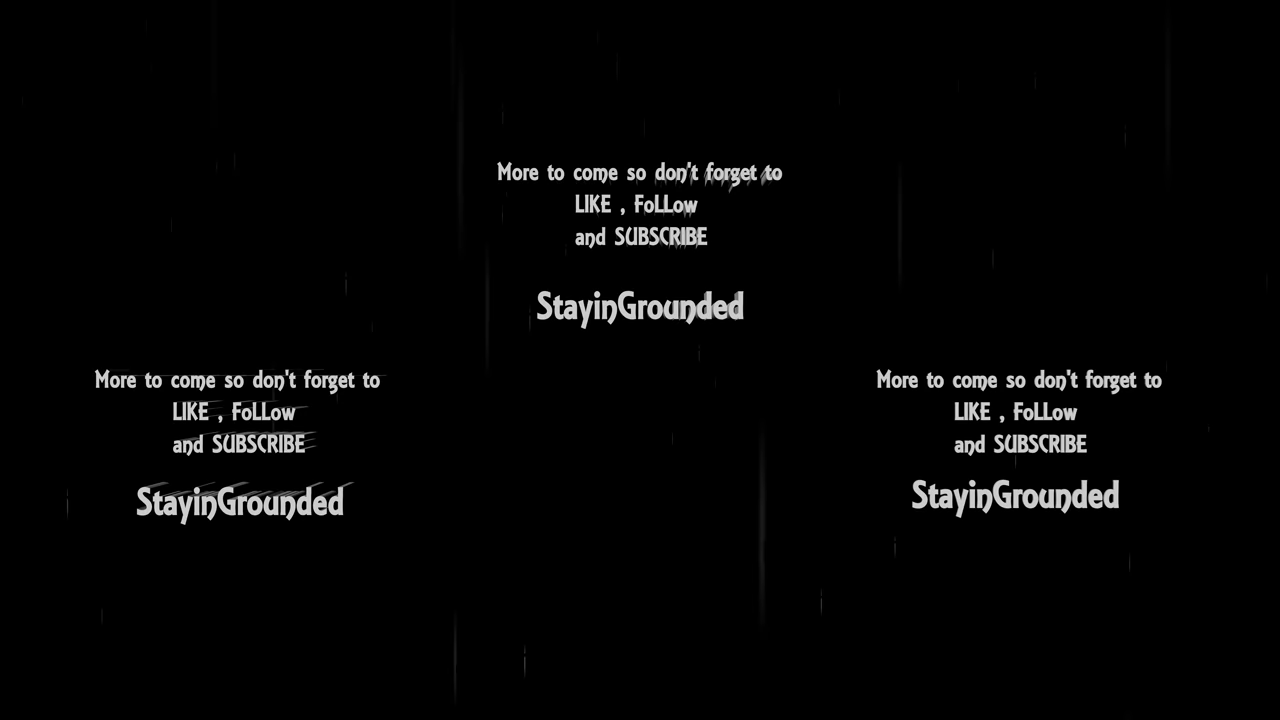 More to come so don't forget to
LIKE , FoLLow
and SUBSCRIBE
StayinGrounded
More to come so don't forget to
LIKE , FoLLow
and SUBSCRIBE
StayinGrounded
More to come so don't forget to
LIKE , FoLLow
and SUBSCRIBE
StayinGrounded